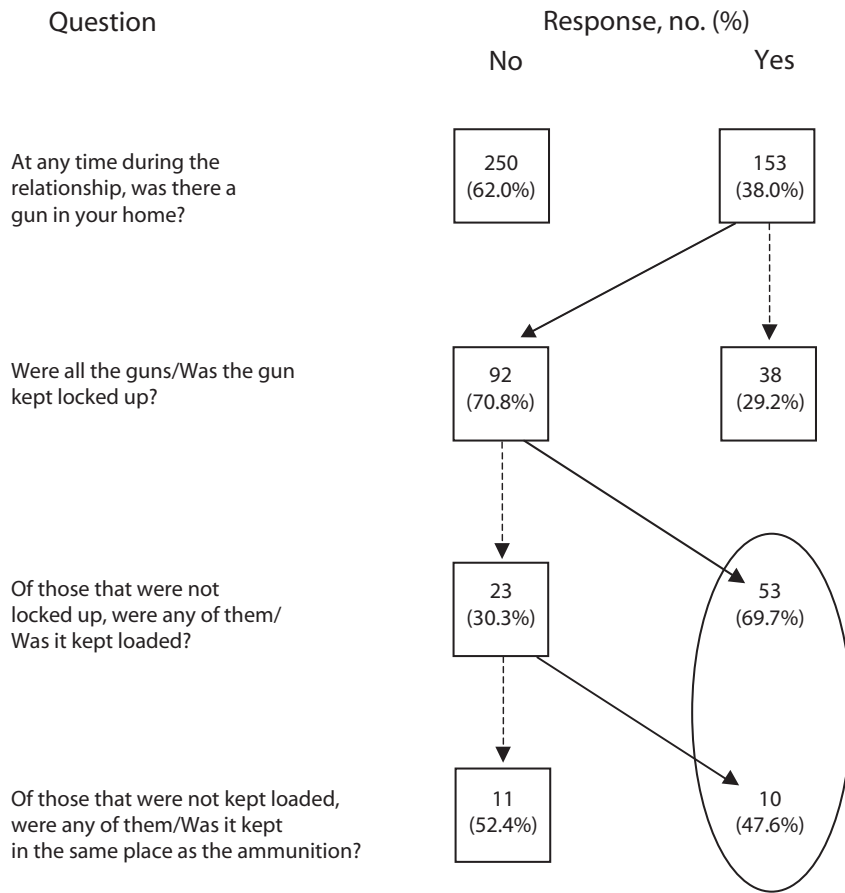 Question
Response, no. (%)
No
Yes
At any time during the
relationship, was there a
gun in your home?
250
(62.0%)
153
(38.0%)
Were all the guns/Was the gun
kept locked up?
92
(70.8%)
38
(29.2%)
Of those that were not
locked up, were any of them/
Was it kept loaded?
23
(30.3%)
53
(69.7%)
Of those that were not kept loaded,
were any of them/Was it kept
in the same place as the ammunition?
11
(52.4%)
10
(47.6%)